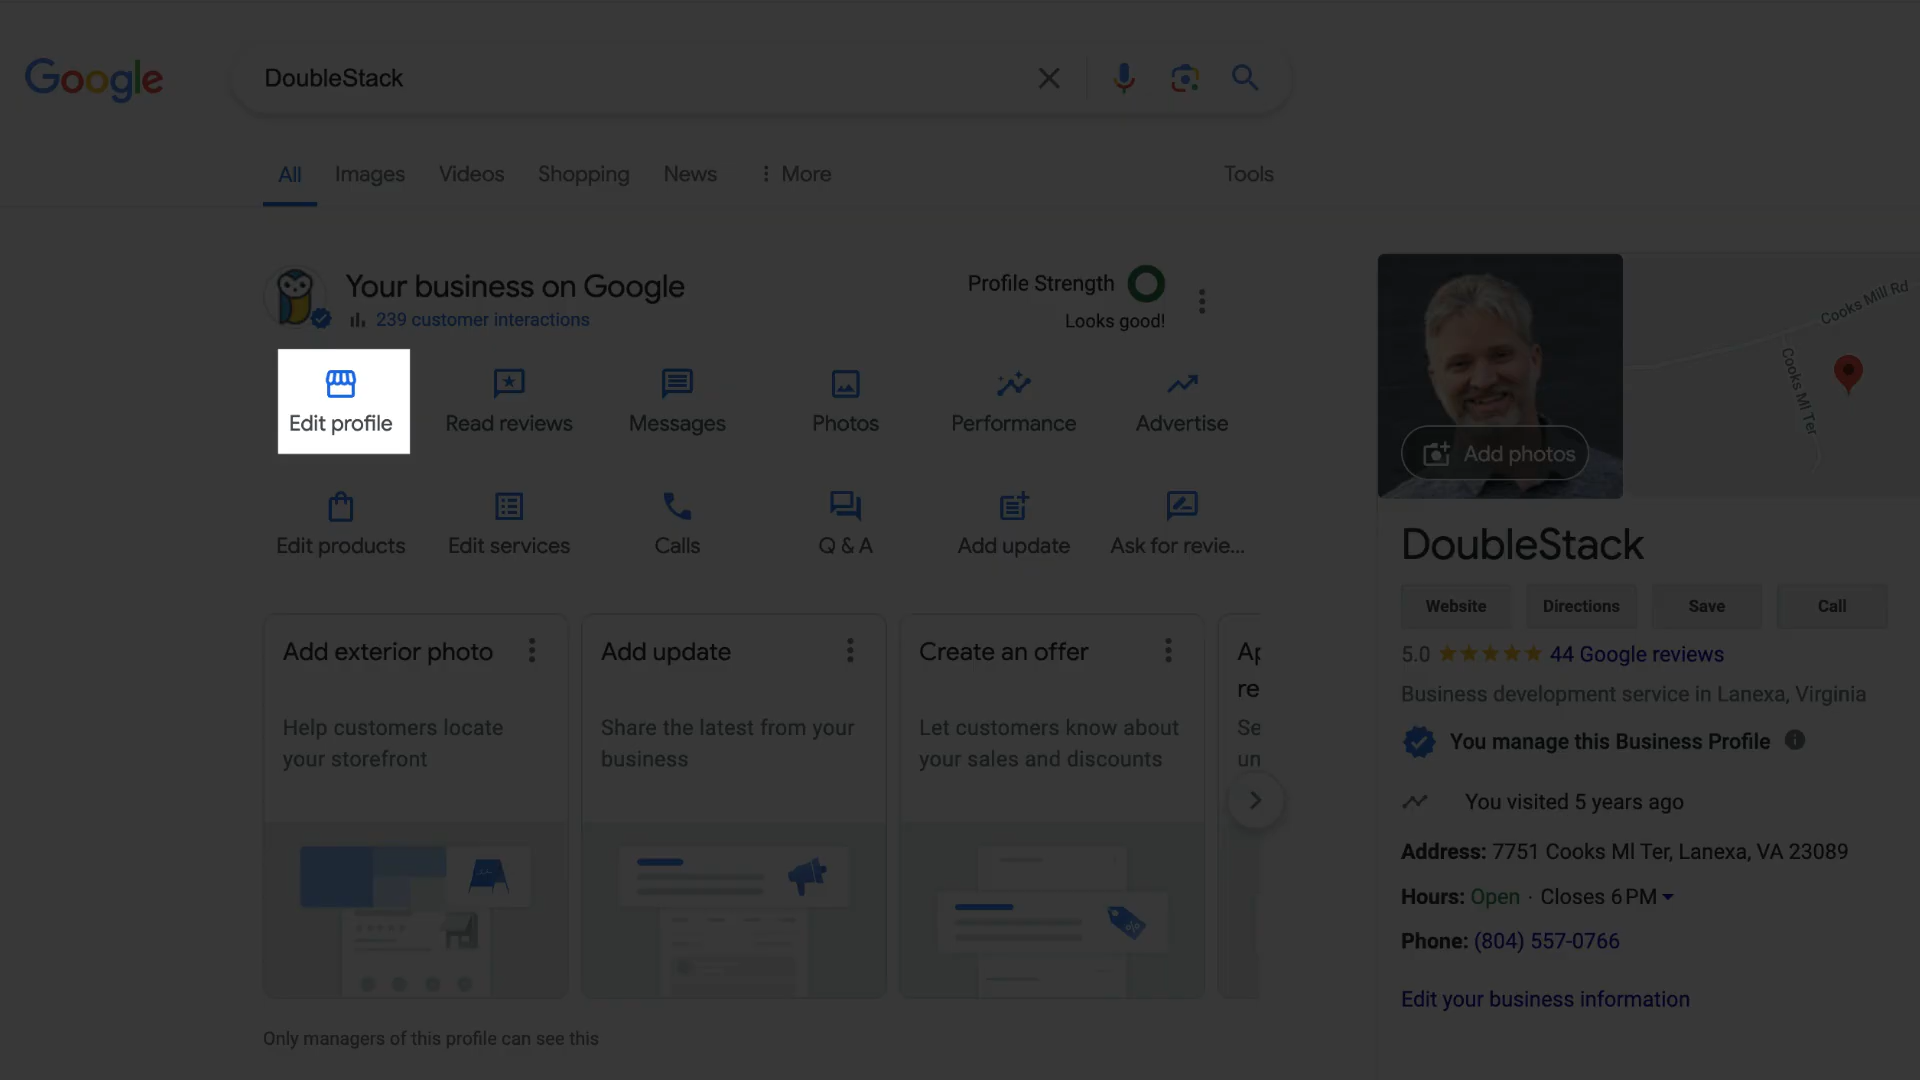 Google
DoubleStack
All Images Videos Shopping News More Tools
Your business on Google
239 customer interactions
Profile Strength
Looks good!
Edit profile
Read reviews
Messages
Photos
Performance
Advertise
Edit products
Edit services
Calls
Q & A
Add update
Ask for revie...
Add exterior photo
Help customers locate
your storefront
Add update
Share the latest from your
business
Create an offer
Let customers know about
your sales and discounts
Ap
re
Se
un
Only managers of this profile can see this
Add photos
Cooks Mill Rd
Cooks Ml Ter
DoubleStack
Website
Directions
Save
Call
5.0 44 Google reviews
Business development service in Lanexa, Virginia
You manage this Business Profile
You visited 5 years ago
Address: 7751 Cooks Ml Ter, Lanexa, VA 23089
Hours: Open · Closes 6 PM
Phone: (804) 557-0766
Edit your business information